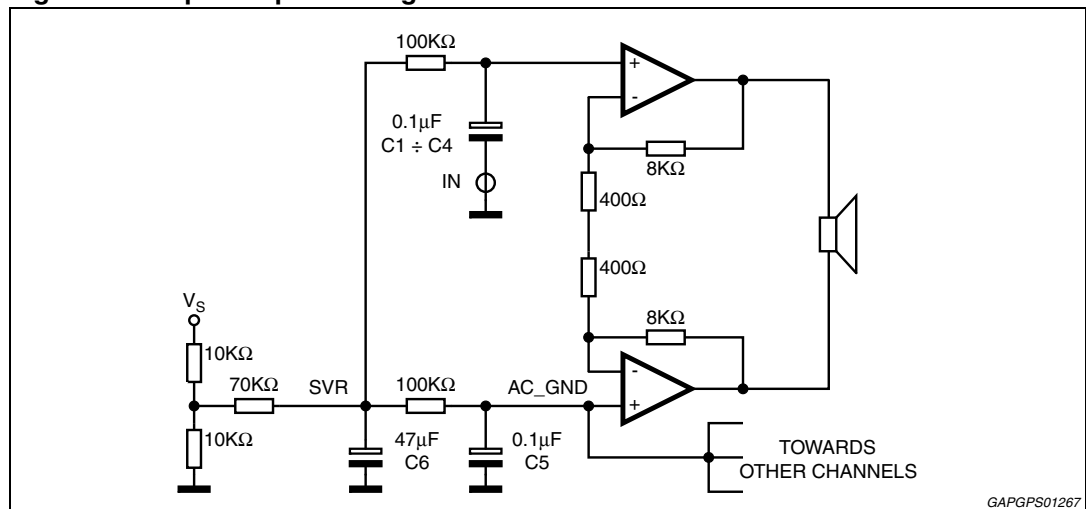 100KΩ
+
-
0.1μF
C1 ÷ C4
8KΩ
IN
400Ω
400Ω
VS
8KΩ
10KΩ
70KΩ
SVR
100KΩ
AC_GND
-
+
10KΩ
47μF
C6
0.1μF
C5
TOWARDS
OTHER CHANNELS
GAPGPS01267